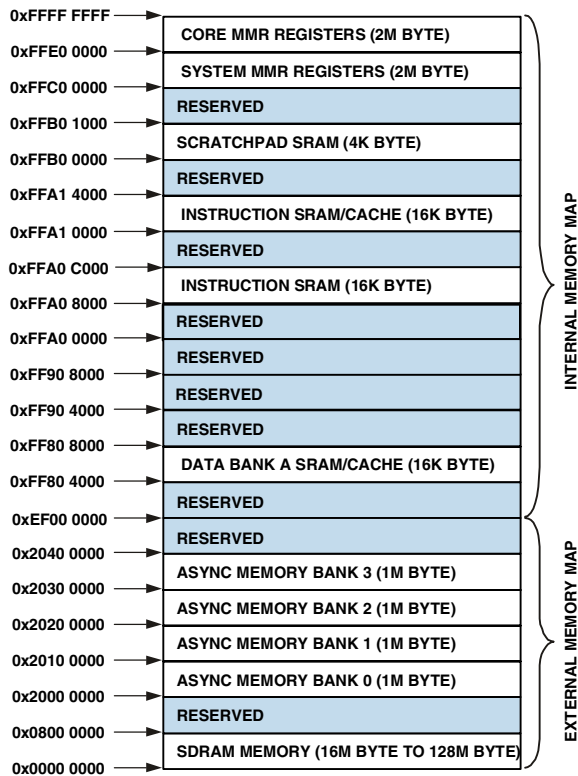 0xFFFF FFFF
CORE MMR REGISTERS (2M BYTE)
0xFFE0 0000
SYSTEM MMR REGISTERS (2M BYTE)
0xFFC0 0000
RESERVED
0xFFB0 1000
SCRATCHPAD SRAM (4K BYTE)
0xFFB0 0000
RESERVED
0xFFA1 4000
INSTRUCTION SRAM/CACHE (16K BYTE)
0xFFA1 0000
RESERVED
0xFFA0 C000
INSTRUCTION SRAM (16K BYTE)
0xFFA0 8000
RESERVED
0xFFA0 0000
RESERVED
0xFF90 8000
RESERVED
0xFF90 4000
RESERVED
0xFF80 8000
DATA BANK A SRAM/CACHE (16K BYTE)
0xFF80 4000
RESERVED
0xEF00 0000
RESERVED
0x2040 0000
ASYNC MEMORY BANK 3 (1M BYTE)
0x2030 0000
ASYNC MEMORY BANK 2 (1M BYTE)
0x2020 0000
ASYNC MEMORY BANK 1 (1M BYTE)
0x2010 0000
ASYNC MEMORY BANK 0 (1M BYTE)
0x2000 0000
RESERVED
0x0800 0000
SDRAM MEMORY (16M BYTE TO 128M BYTE)
0x0000 0000
INTERNAL MEMORY MAP
EXTERNAL MEMORY MAP